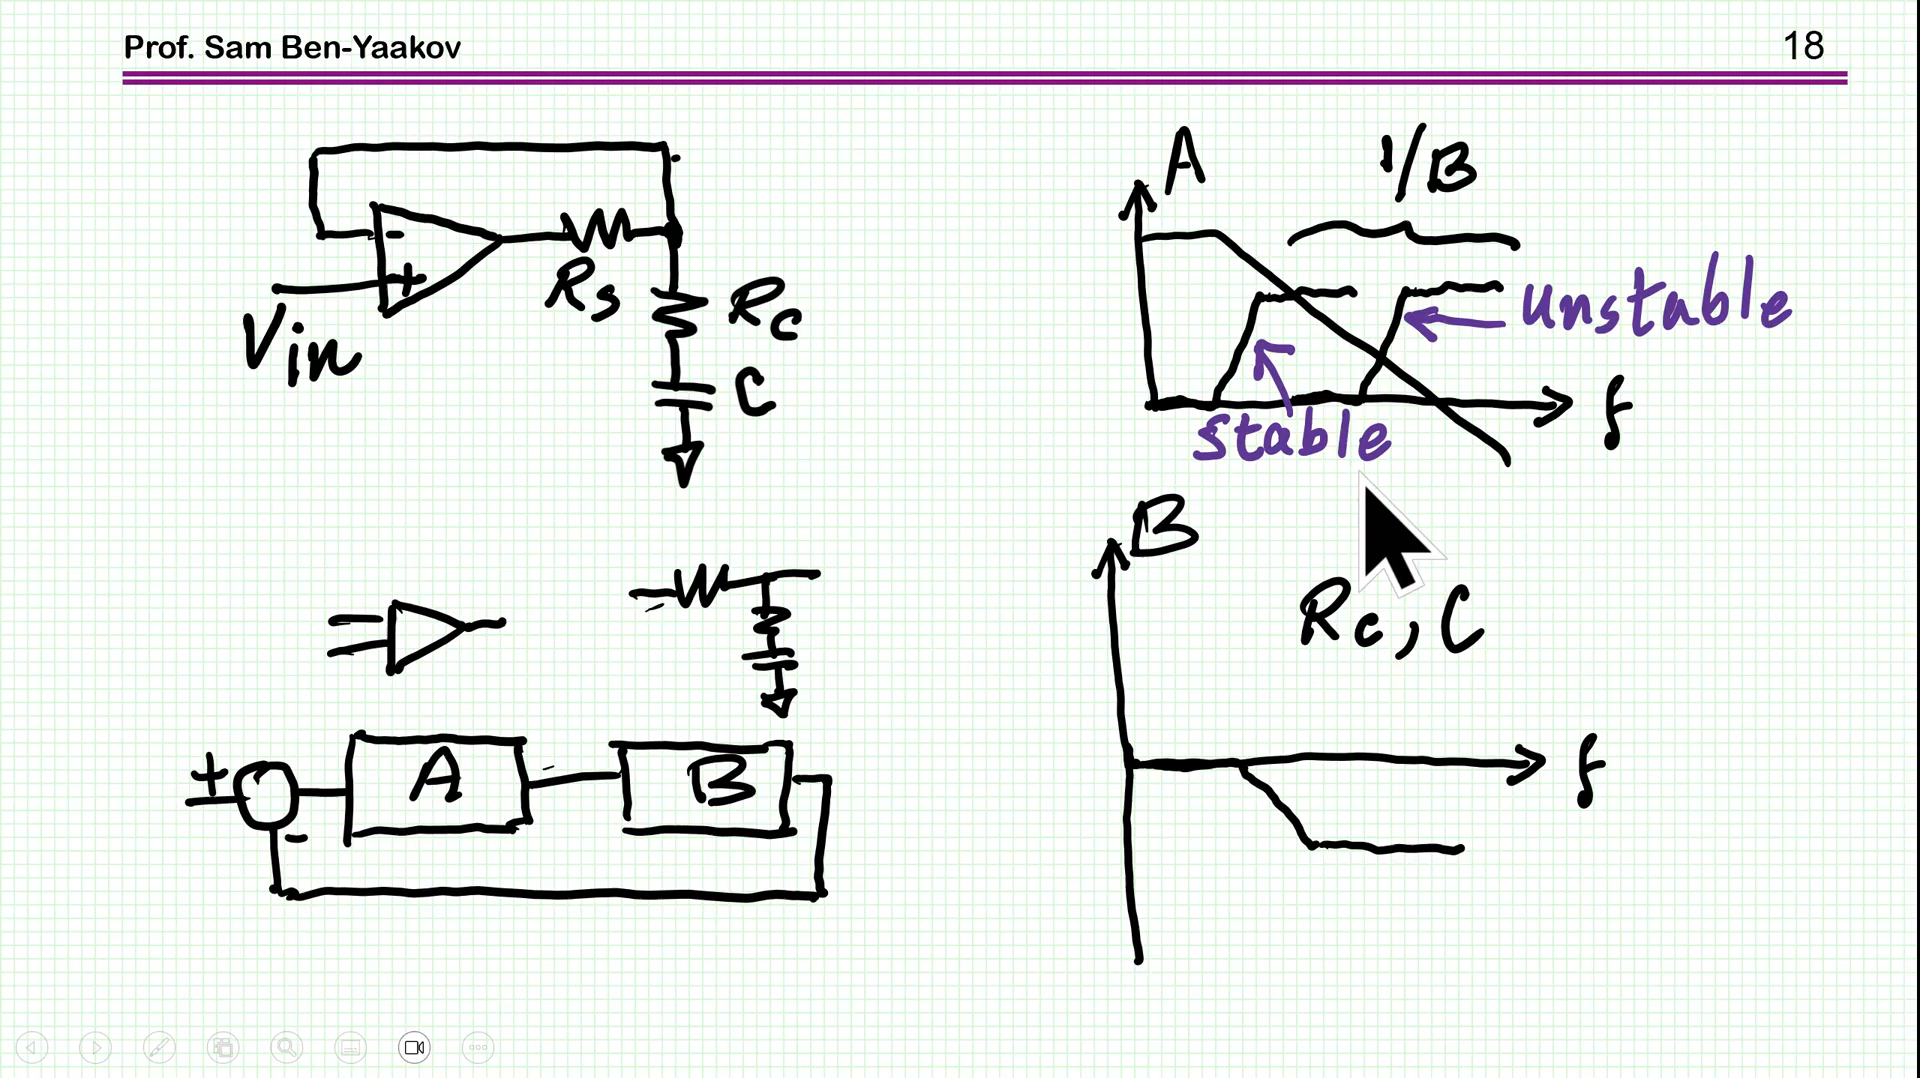 Prof. Sam Ben-Yaakov
18
-
+
Rs
Rc
C
Vin
A
1/B
unstable
stable
f
B
Rc, C
f
+
-
A
B